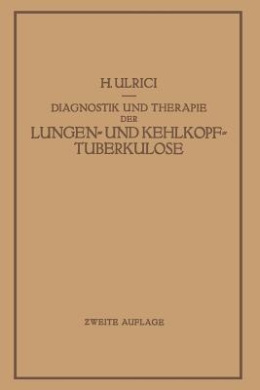 H. ULRICI
DIAGNOSTIK UND THERAPIE
DER
LUNGEN- UND KEHLKOPF-
TUBERKULOSE
ZWEITE AUFLAGE